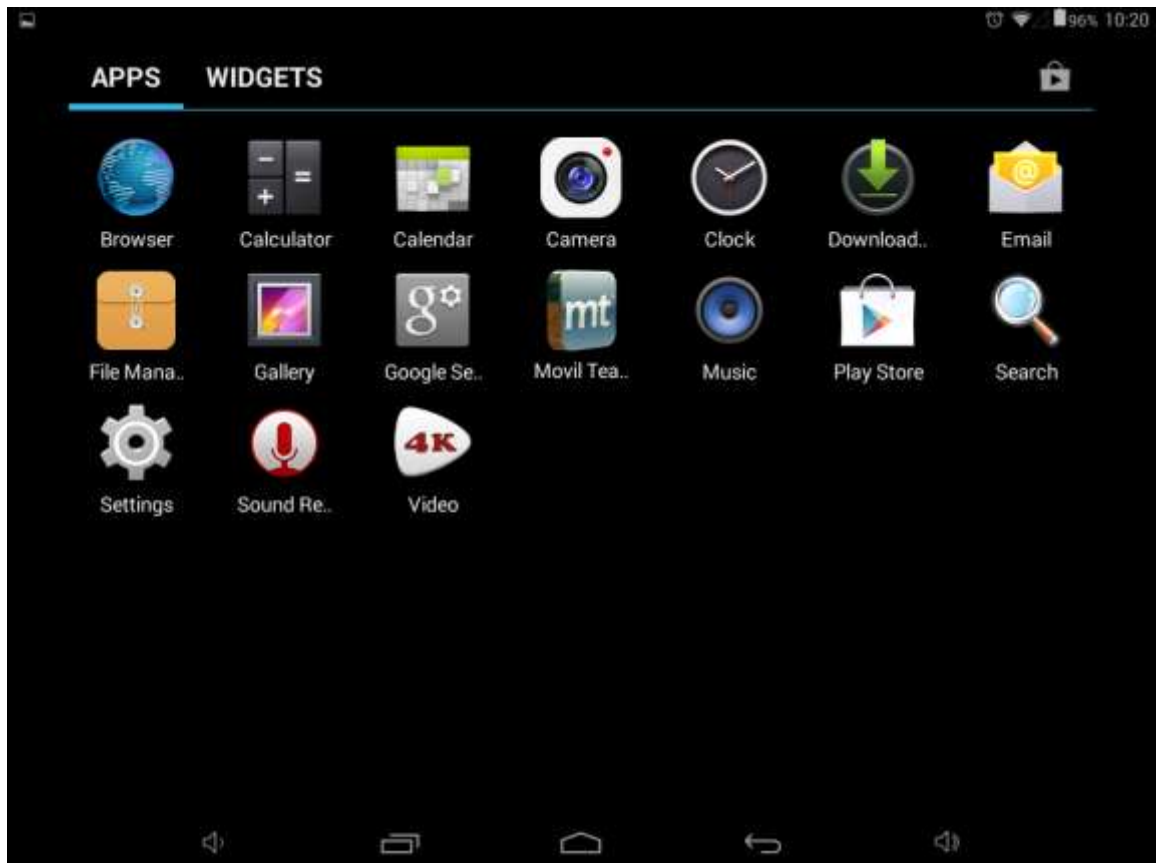 96% 10:20
APPS WIDGETS
Browser Calculator Calendar Camera Clock Download.. Email
mt
File Mana.. Gallery Google Se.. Movil Tea.. Music Play Store Search
4K
Settings Sound Re.. Video